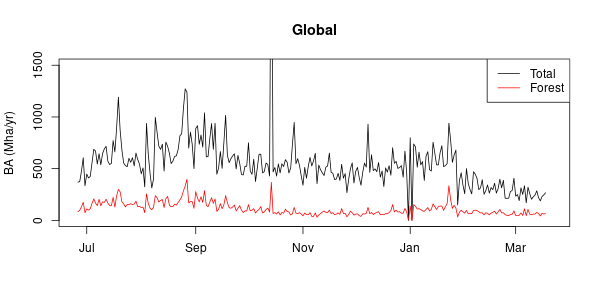 Global
BA (Mha/yr)
1500
1000
500
0
Total
Forest
Jul Sep Nov Jan Mar